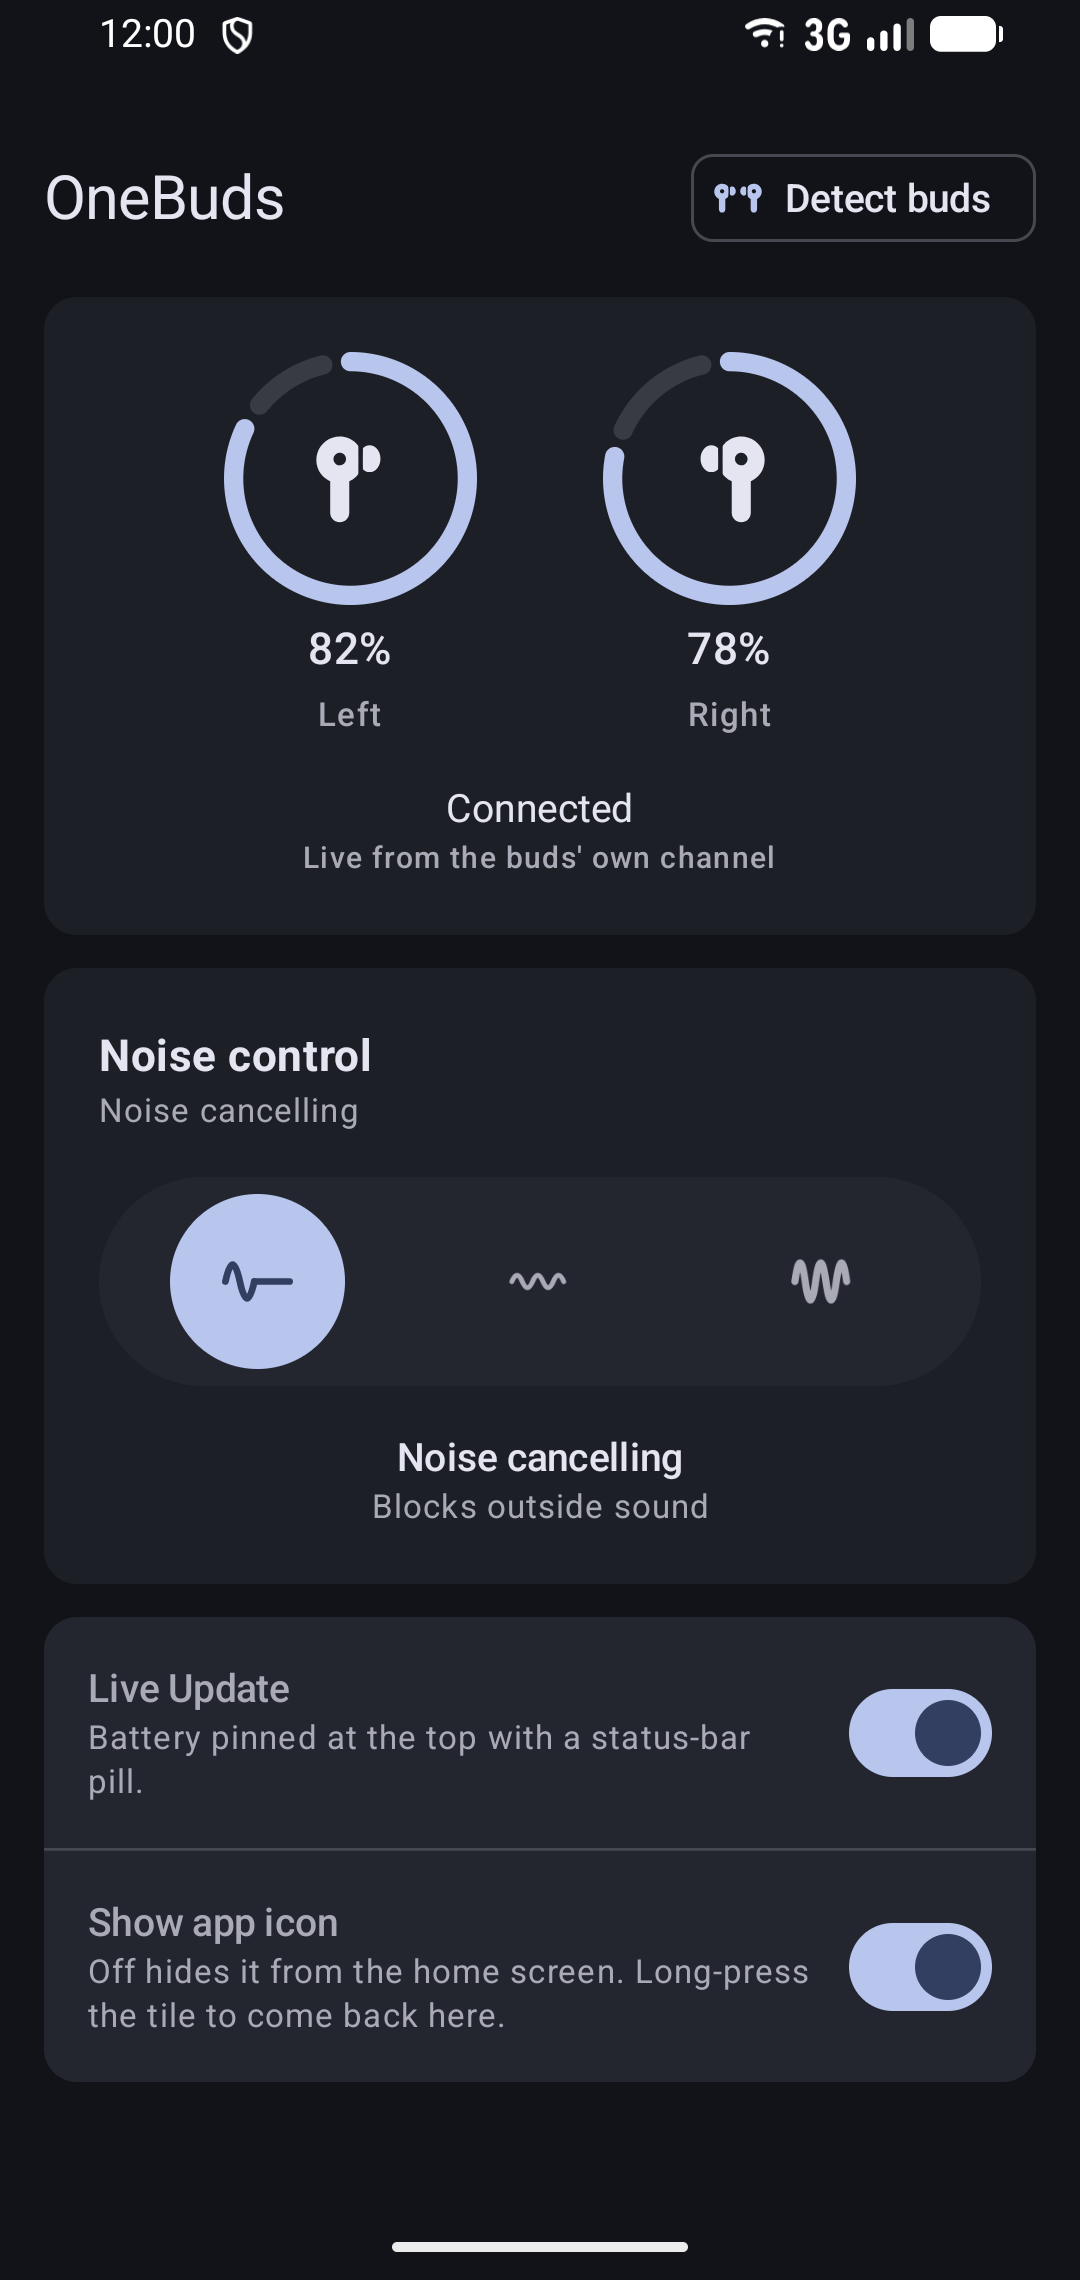 12:00
3G
OneBuds
Detect buds
82%
78%
Left
Right
Connected
Live from the buds' own channel
Noise control
Noise cancelling
Noise cancelling
Blocks outside sound
Live Update
Battery pinned at the top with a status-bar
pill.
Show app icon
Off hides it from the home screen. Long-press
the tile to come back here.